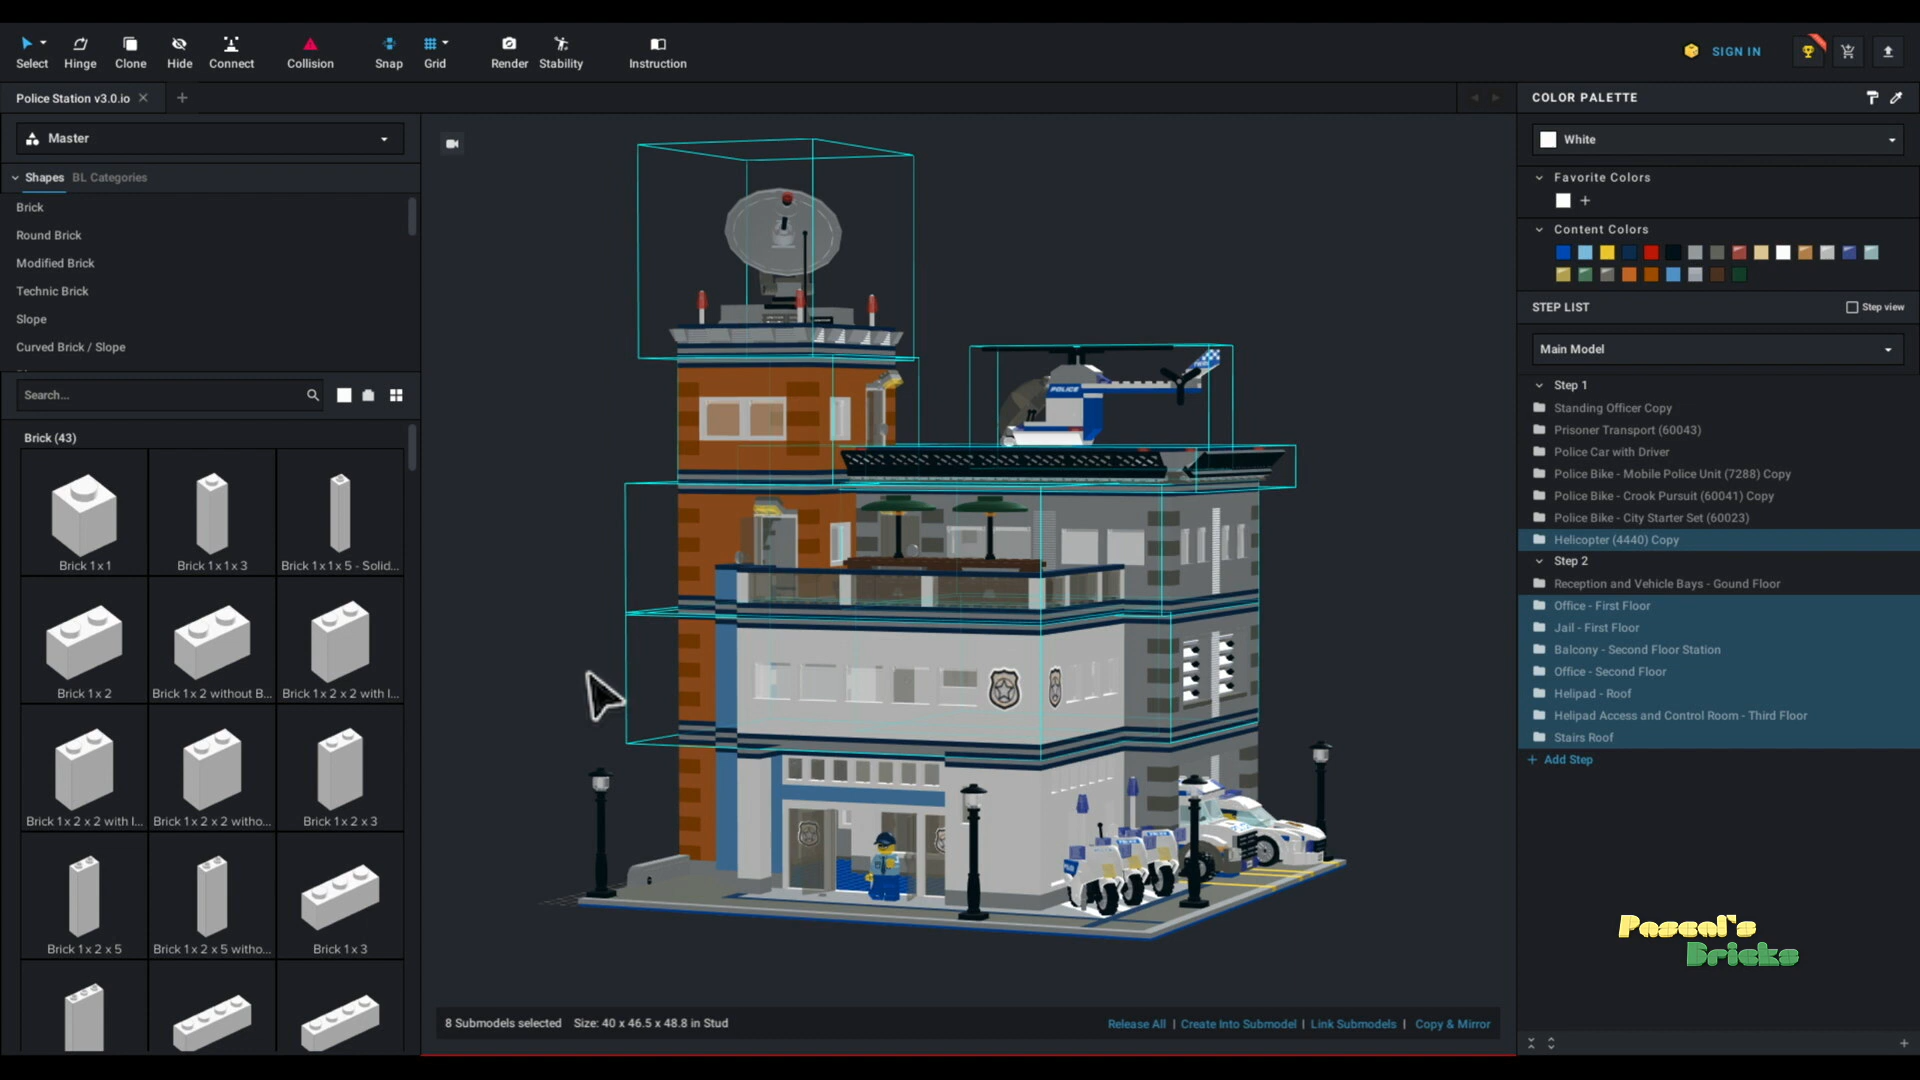 Select
Hinge
Clone
Hide
Connect
Collision
Snap
Grid
Render
Stability
Instruction
SIGN IN
Police Station v3.0.io
Master
Shapes BL Categories
Brick
Round Brick
Modified Brick
Technic Brick
Slope
Curved Brick / Slope
Search...
Brick (43)
Brick 1 x 1
Brick 1 x 1 x 3
Brick 1 x 1 x 5 - Solid...
Brick 1 x 2
Brick 1 x 2 without B...
Brick 1 x 2 x 2 with I...
Brick 1 x 2 x 2 with I...
Brick 1 x 2 x 2 witho...
Brick 1 x 2 x 3
Brick 1 x 2 x 5
Brick 1 x 2 x 5 witho...
Brick 1 x 3
POLICE
8 Submodels selected Size: 40 x 46.5 x 48.8 in Stud
Release All | Create Into Submodel | Link Submodels | Copy & Mirror
COLOR PALETTE
White
Favorite Colors
Content Colors
STEP LIST
Step view
Main Model
Step 1
Standing Officer Copy
Prisoner Transport (60043)
Police Car with Driver
Police Bike - Mobile Police Unit (7288) Copy
Police Bike - Crook Pursuit (60041) Copy
Police Bike - City Starter Set (60023)
Helicopter (4440) Copy
Step 2
Reception and Vehicle Bays - Gound Floor
Office - First Floor
Jail - First Floor
Balcony - Second Floor Station
Office - Second Floor
Helipad - Roof
Helipad Access and Control Room - Third Floor
Stairs Roof
+ Add Step
Pascal's
Bricks